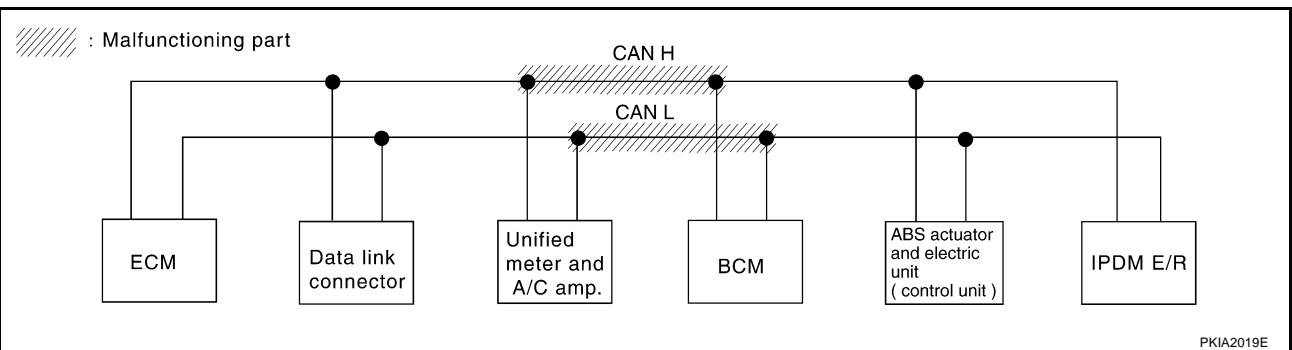 : Malfunctioning part
CAN H
CAN L
ECM
Data link
connector
Unified
meter and
A/C amp.
BCM
ABS actuator
and electric
unit
( control unit )
IPDM E/R
PKIA2019E